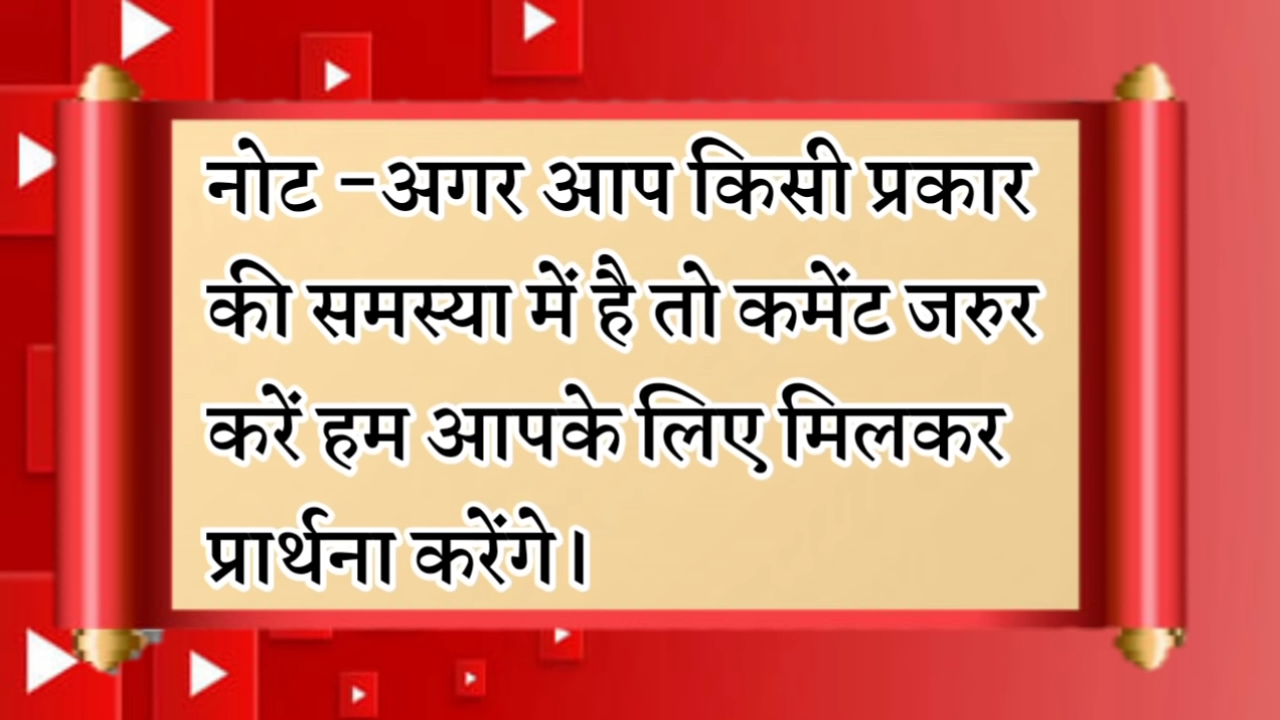 नोट -अगर आप किसी प्रकार
की समस्या में है तो कमेंट जरुर
करें हम आपके लिए मिलकर
प्रार्थना करेंगे।